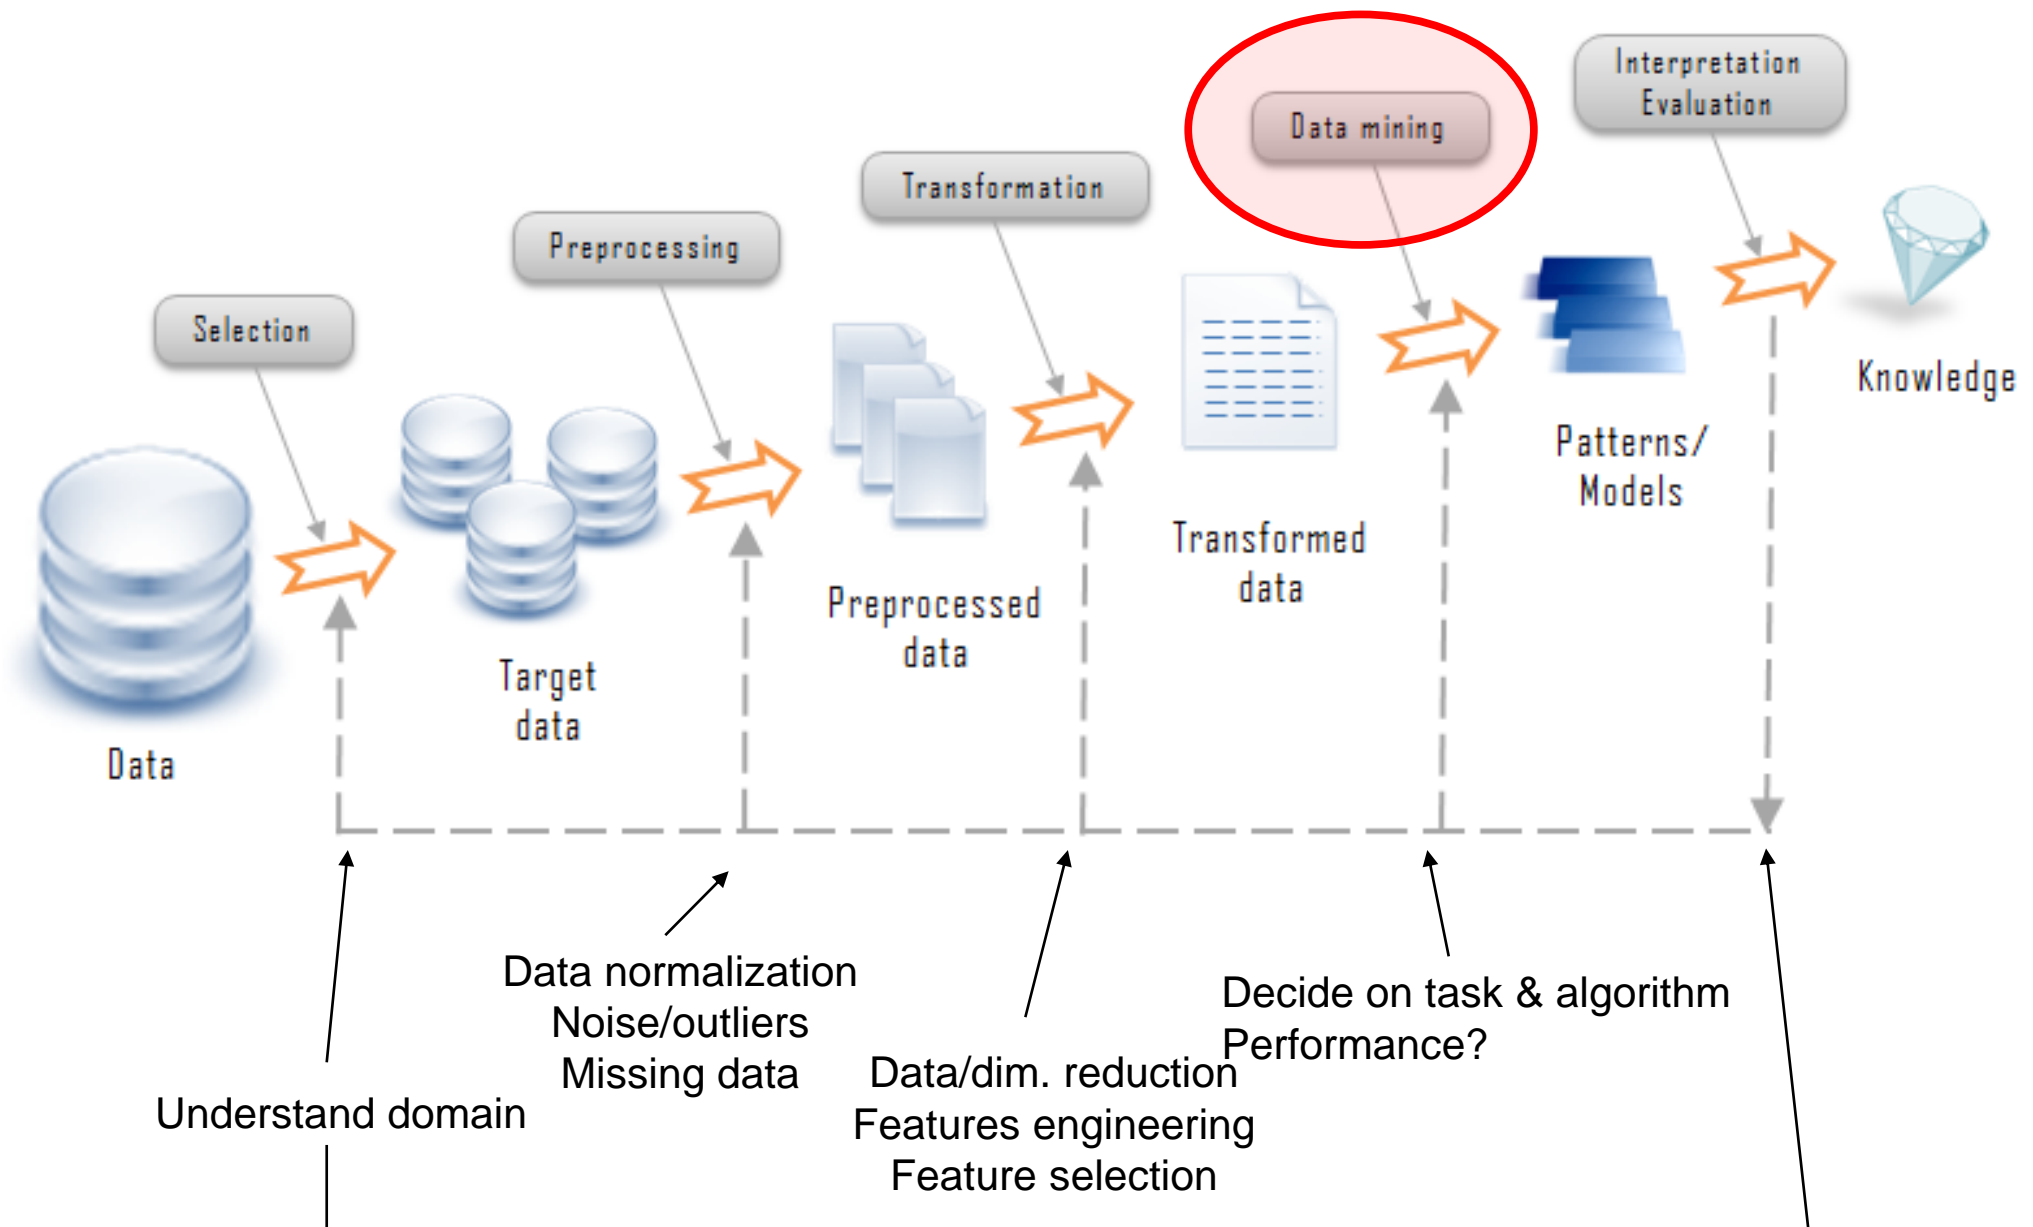 Interpretation
Evaluation
Data mining
Transformation
Preprocessing
Selection
Knowledge
Patterns/
Models
Transformed
data
Preprocessed
data
Target
data
Data
Data normalization
Noise/outliers
Missing data
Decide on task & algorithm
Performance?
Data/dim. reduction
Features engineering
Feature selection
Understand domain